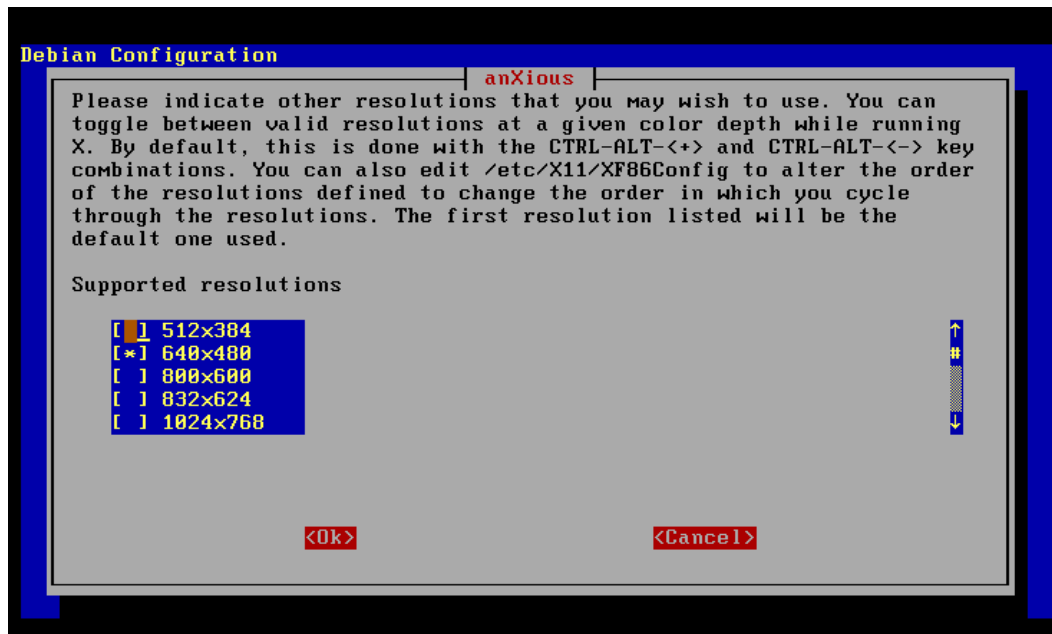 Debian Configuration
anXious
Please indicate other resolutions that you may wish to use. You can
toggle between valid resolutions at a given color depth while running
X. By default, this is done with the CTRL-ALT-<+> and CTRL-ALT-<-> key
combinations. You can also edit /etc/X11/XF86Config to alter the order
of the resolutions defined to change the order in which you cycle
through the resolutions. The first resolution listed will be the
default one used.
Supported resolutions
[ ] 512x384 ↑
[*] 640x480 #
[ ] 800x600
[ ] 832x624
[ ] 1024x768 ↓
<Ok> <Cancel>